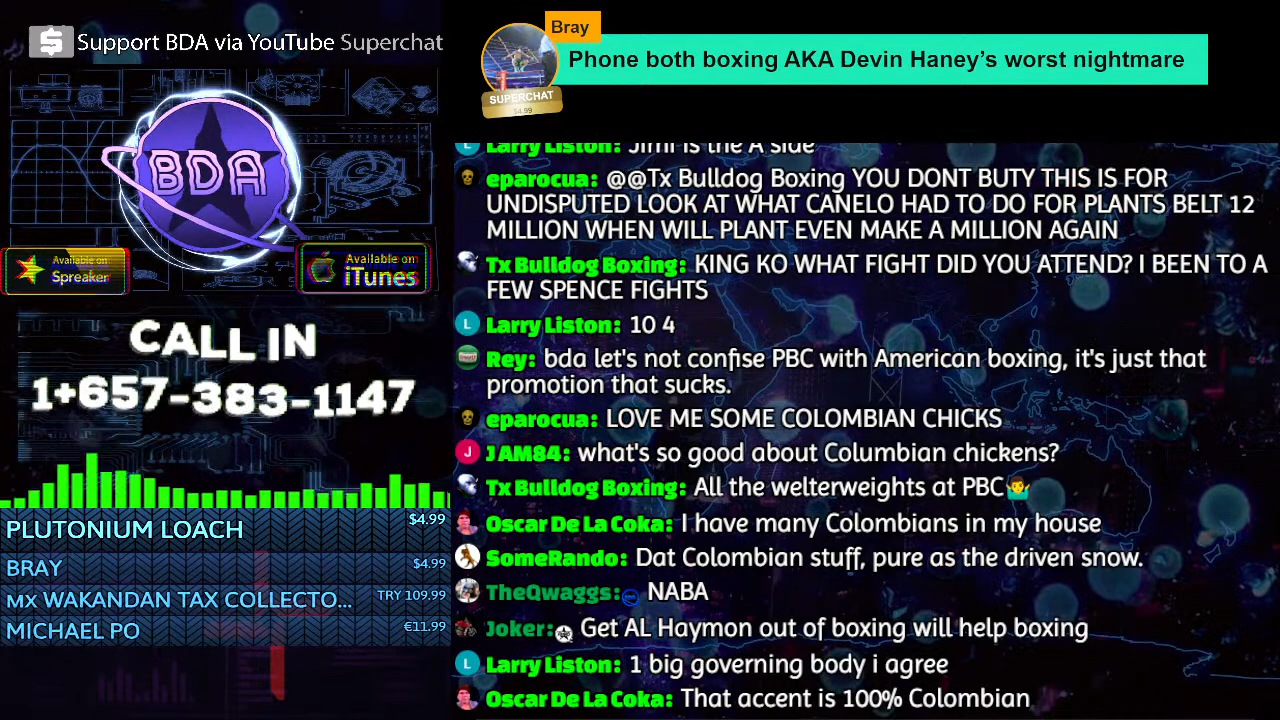 Support BDA via YouTube Superchat
BDA
Available on
Spreaker
Available on
iTunes
CALL IN
1+657-383-1147
PLUTONIUM LOACH $4.99
BRAY $4.99
MX WAKANDAN TAX COLLECTO... TRY 109.99
MICHAEL PO €11.99
Bray
Phone both boxing AKA Devin Haney’s worst nightmare
SUPERCHAT
$4.99
L Larry Liston: Jimi is the A side
eparocua: @@Tx Bulldog Boxing YOU DONT BUTY THIS IS FOR
UNDISPUTED LOOK AT WHAT CANELO HAD TO DO FOR PLANTS BELT 12
MILLION WHEN WILL PLANT EVEN MAKE A MILLION AGAIN
Tx Bulldog Boxing: KING KO WHAT FIGHT DID YOU ATTEND? I BEEN TO A
FEW SPENCE FIGHTS
L Larry Liston: 10 4
Rey: bda let's not confise PBC with American boxing, it's just that
promotion that sucks.
eparocua: LOVE ME SOME COLOMBIAN CHICKS
J JAM84: what's so good about Columbian chickens?
Tx Bulldog Boxing: All the welterweights at PBC🤷‍♂️
Oscar De La Coka: I have many Colombians in my house
SomeRando: Dat Colombian stuff, pure as the driven snow.
TheQwaggs: NABA
Joker: Get AL Haymon out of boxing will help boxing
L Larry Liston: 1 big governing body i agree
Oscar De La Coka: That accent is 100% Colombian